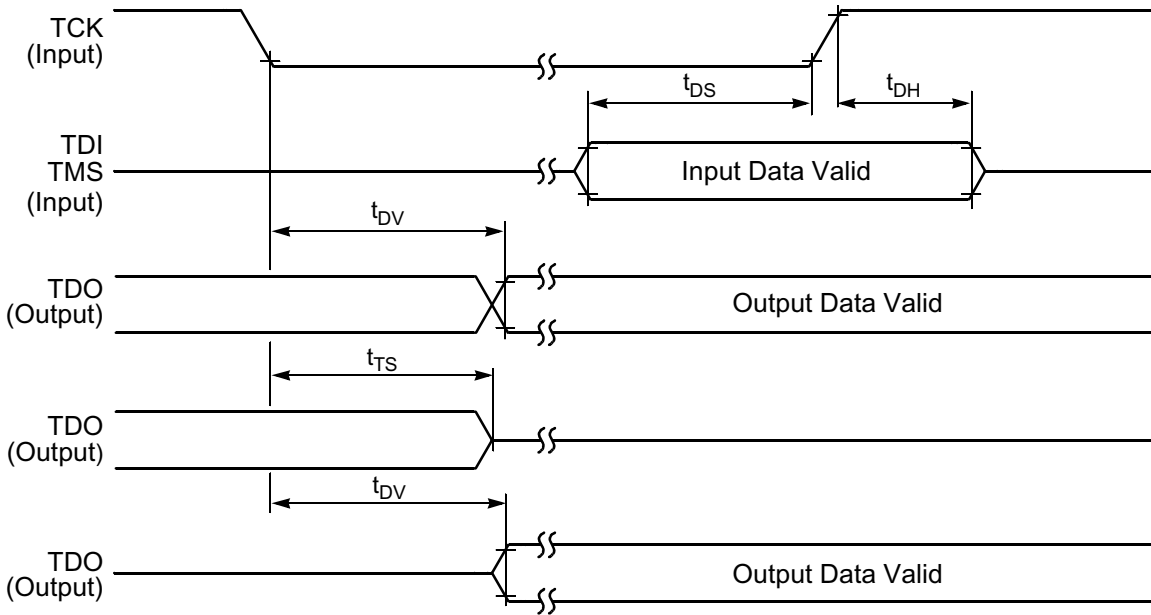 TCK
(Input)
tDS
tDH
TDI
TMS
(Input)
Input Data Valid
tDV
TDO
(Output)
Output Data Valid
tTS
TDO
(Output)
tDV
TDO
(Output)
Output Data Valid